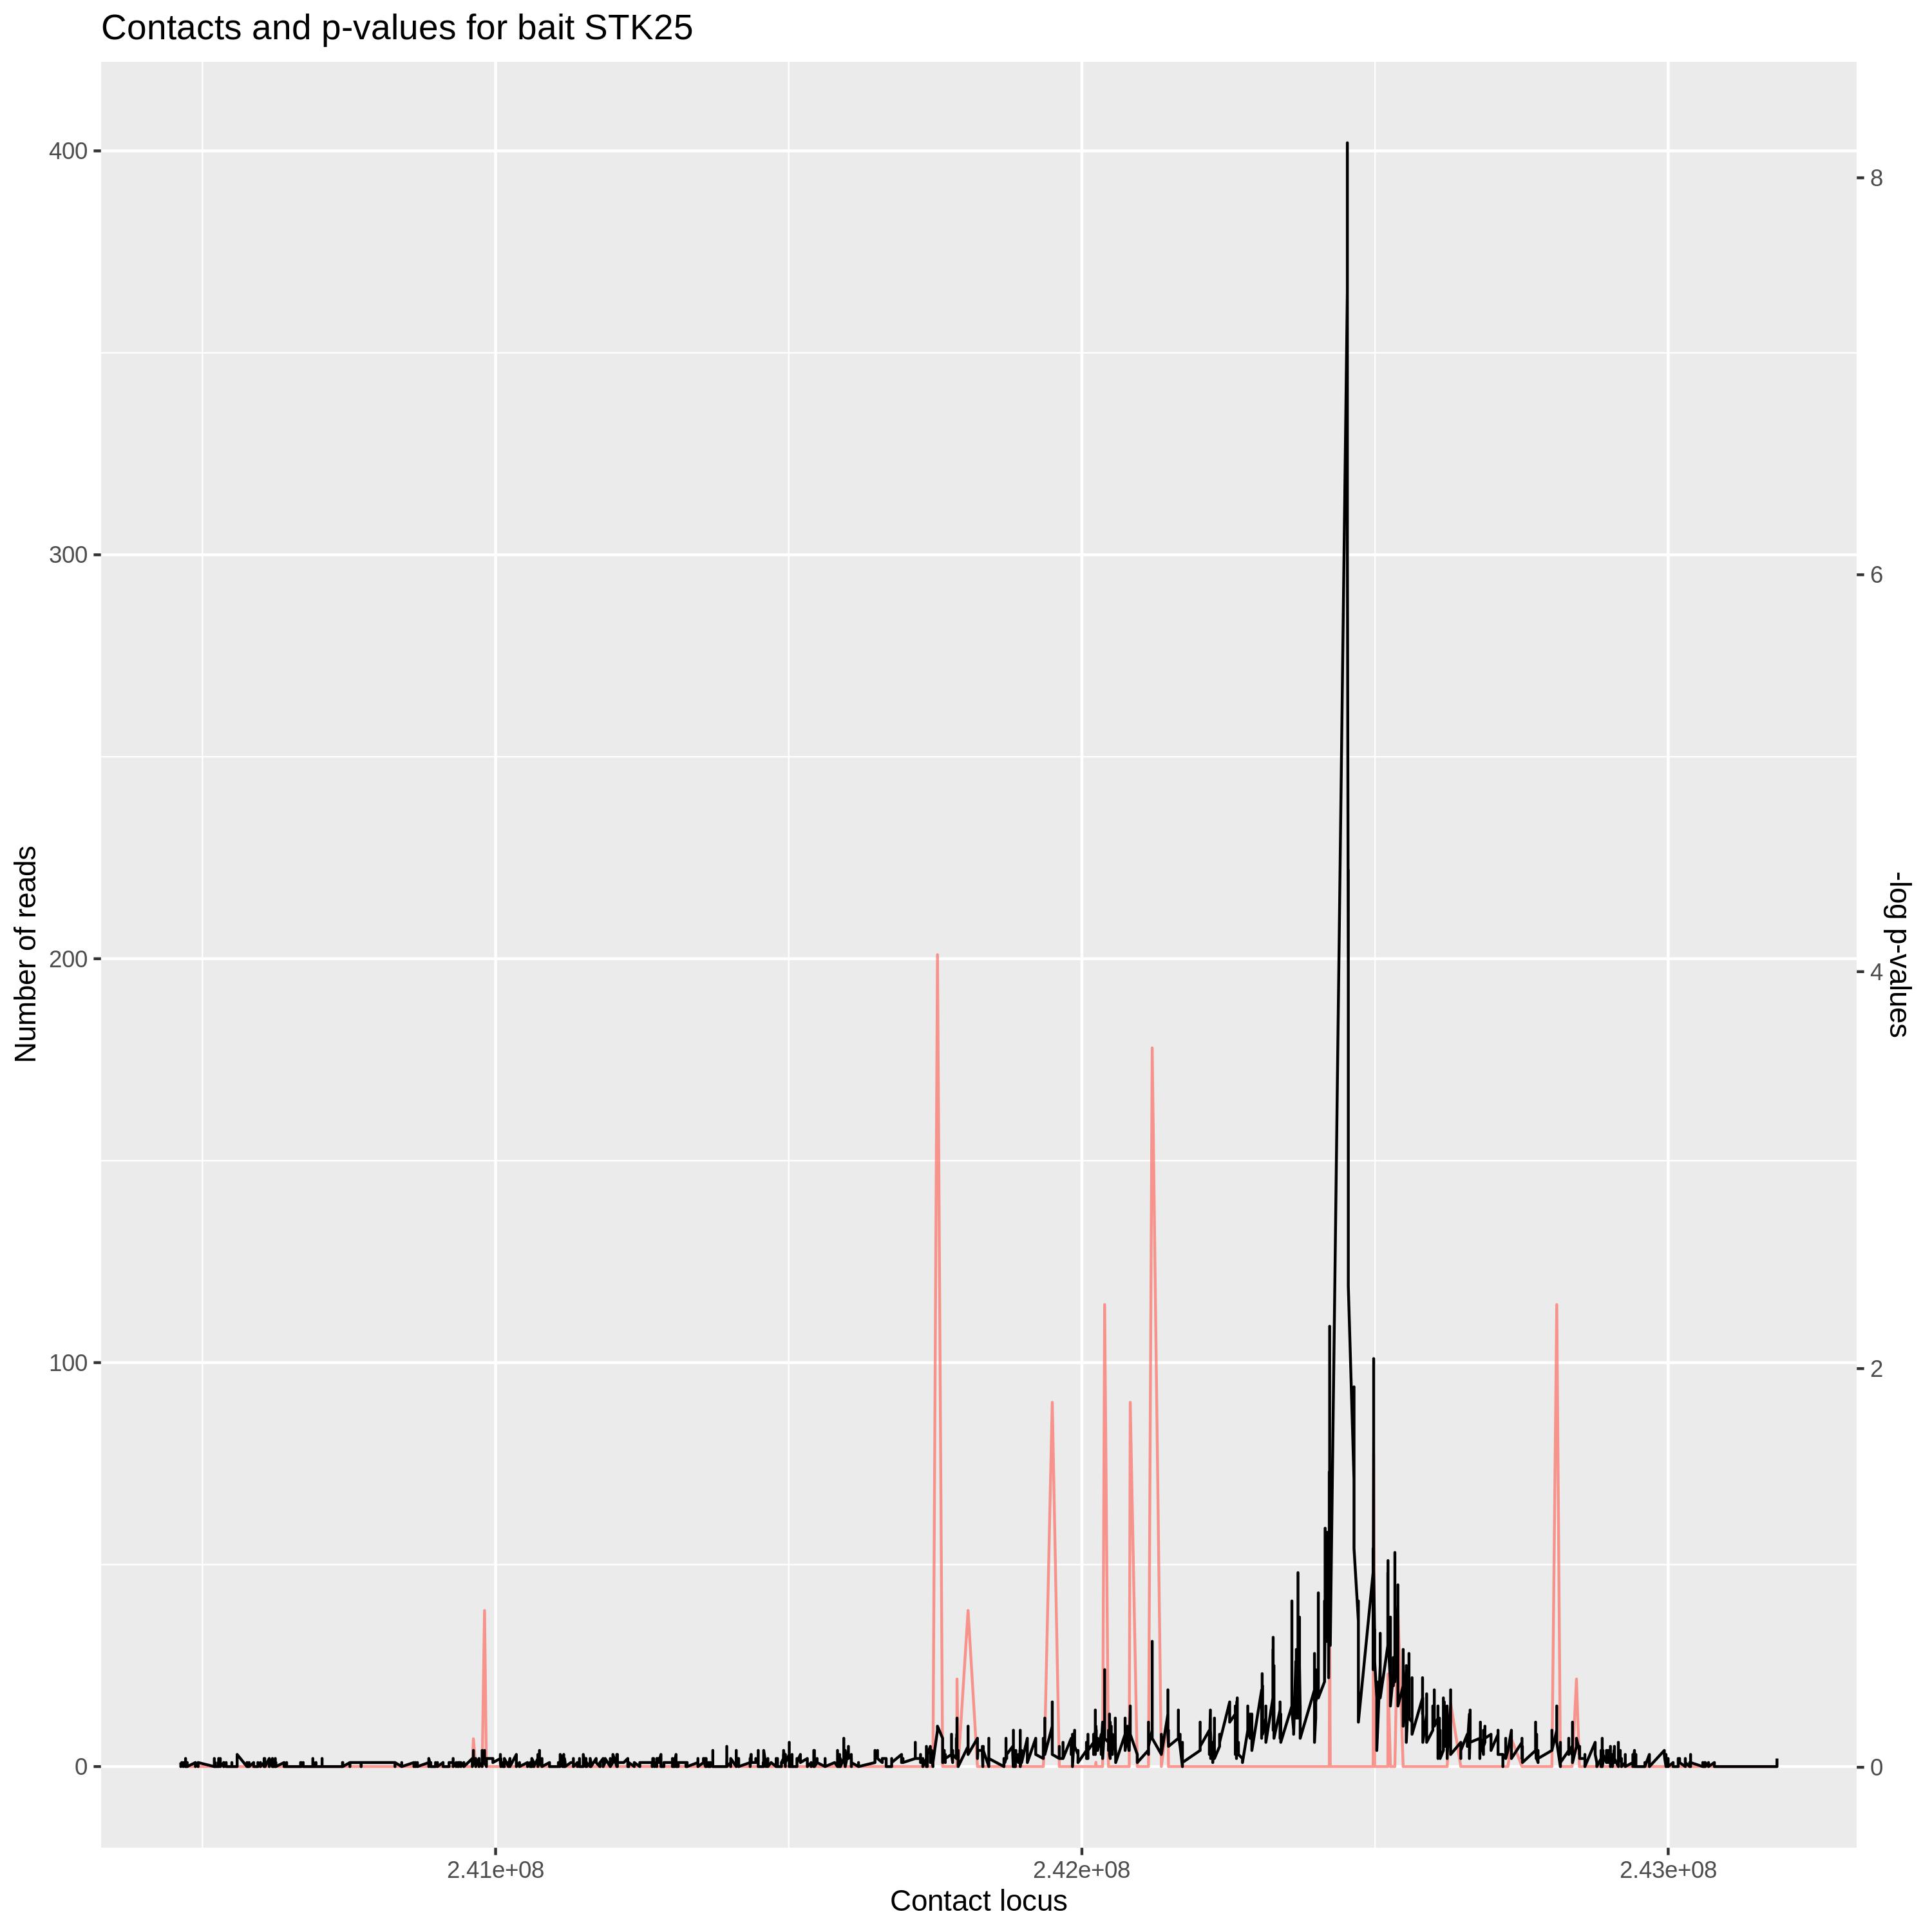 Contacts and p-values for bait STK25
400
300
200
100
0
Number of reads
8
6
4
2
0
-log p-values
2.41e+08
2.42e+08
2.43e+08
Contact locus